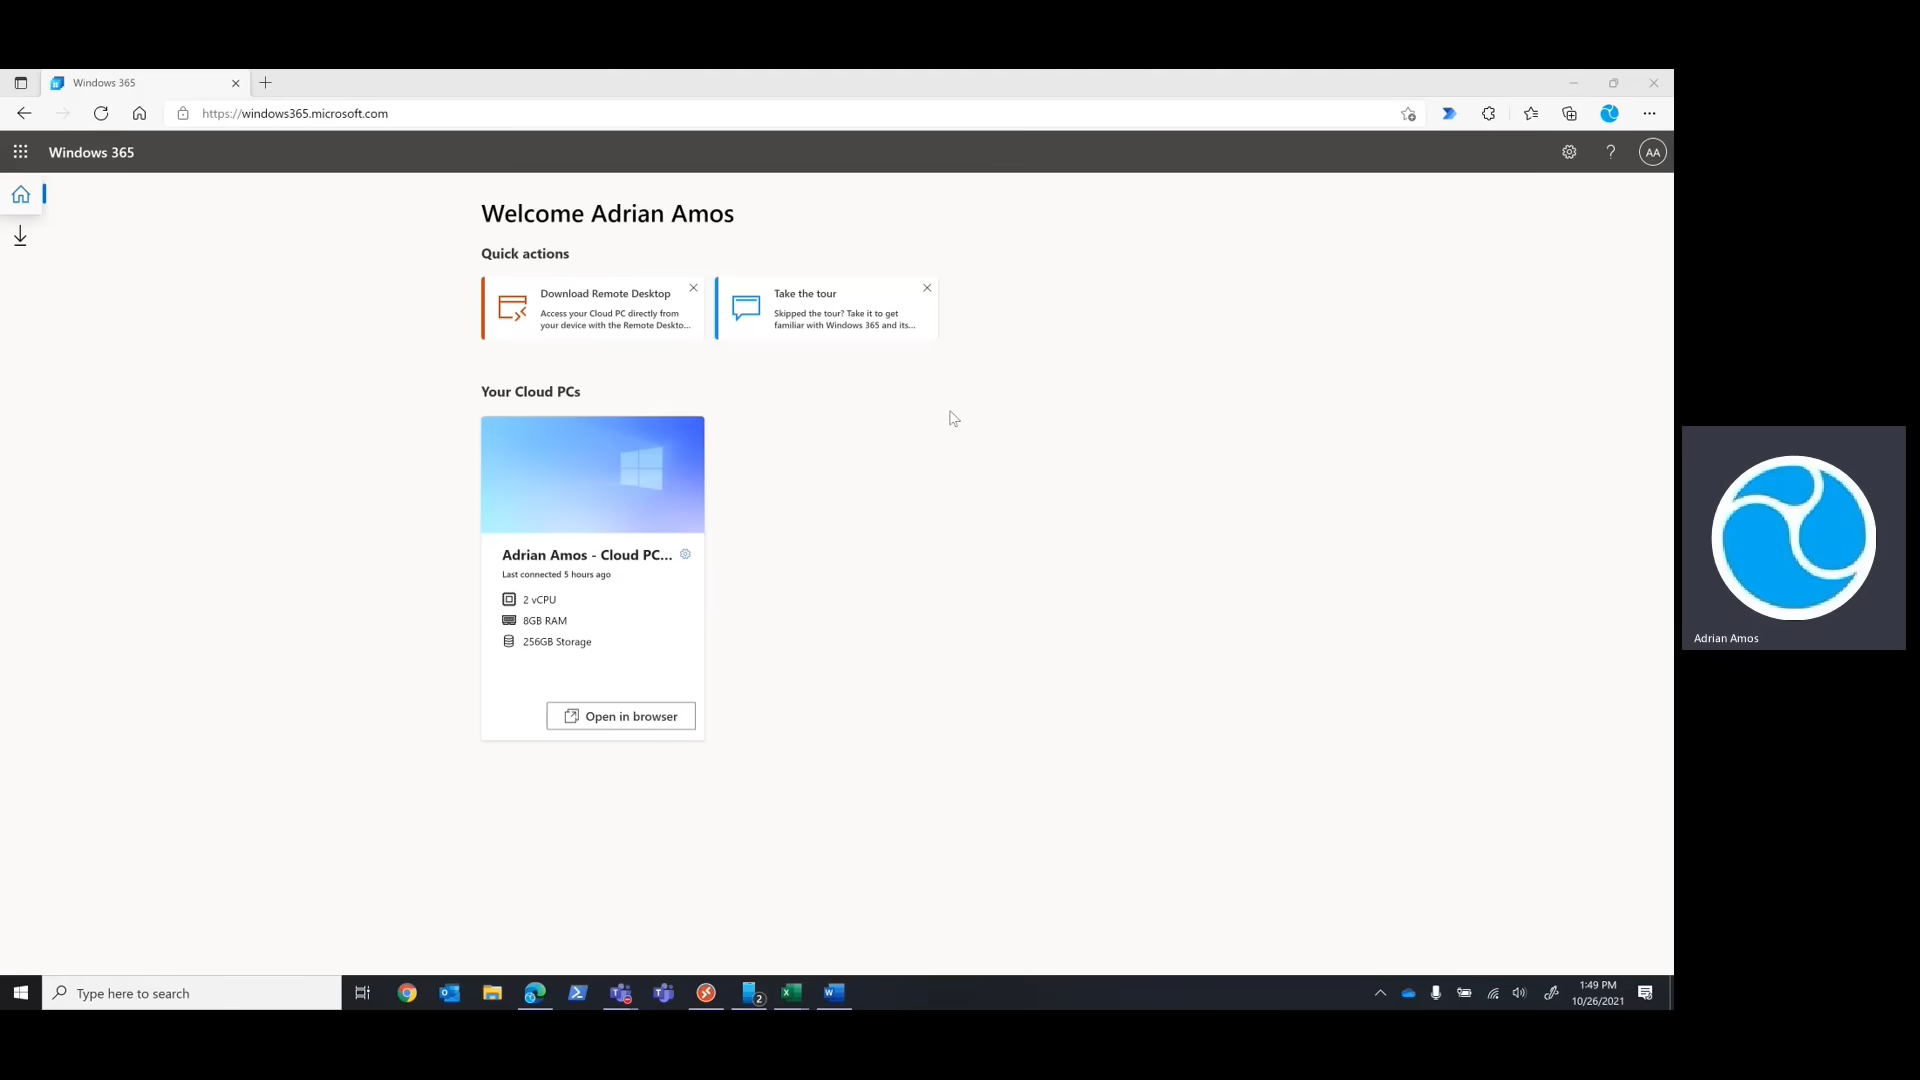 Windows 365
https://windows365.microsoft.com
Windows 365
AA
Welcome Adrian Amos
Quick actions
Download Remote Desktop
Access your Cloud PC directly from
your device with the Remote Deskto...
Take the tour
Skipped the tour? Take it to get
familiar with Windows 365 and its...
Your Cloud PCs
Adrian Amos - Cloud PC...
Last connected 5 hours ago
2 vCPU
8GB RAM
256GB Storage
Open in browser
Adrian Amos
Type here to search
2
1:49 PM
10/26/2021